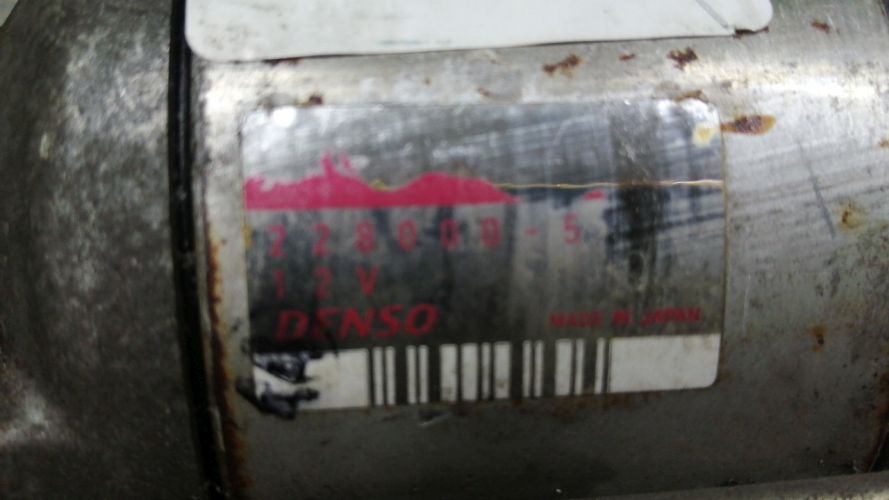 228000-5
12V
DENSO
MADE IN JAPAN